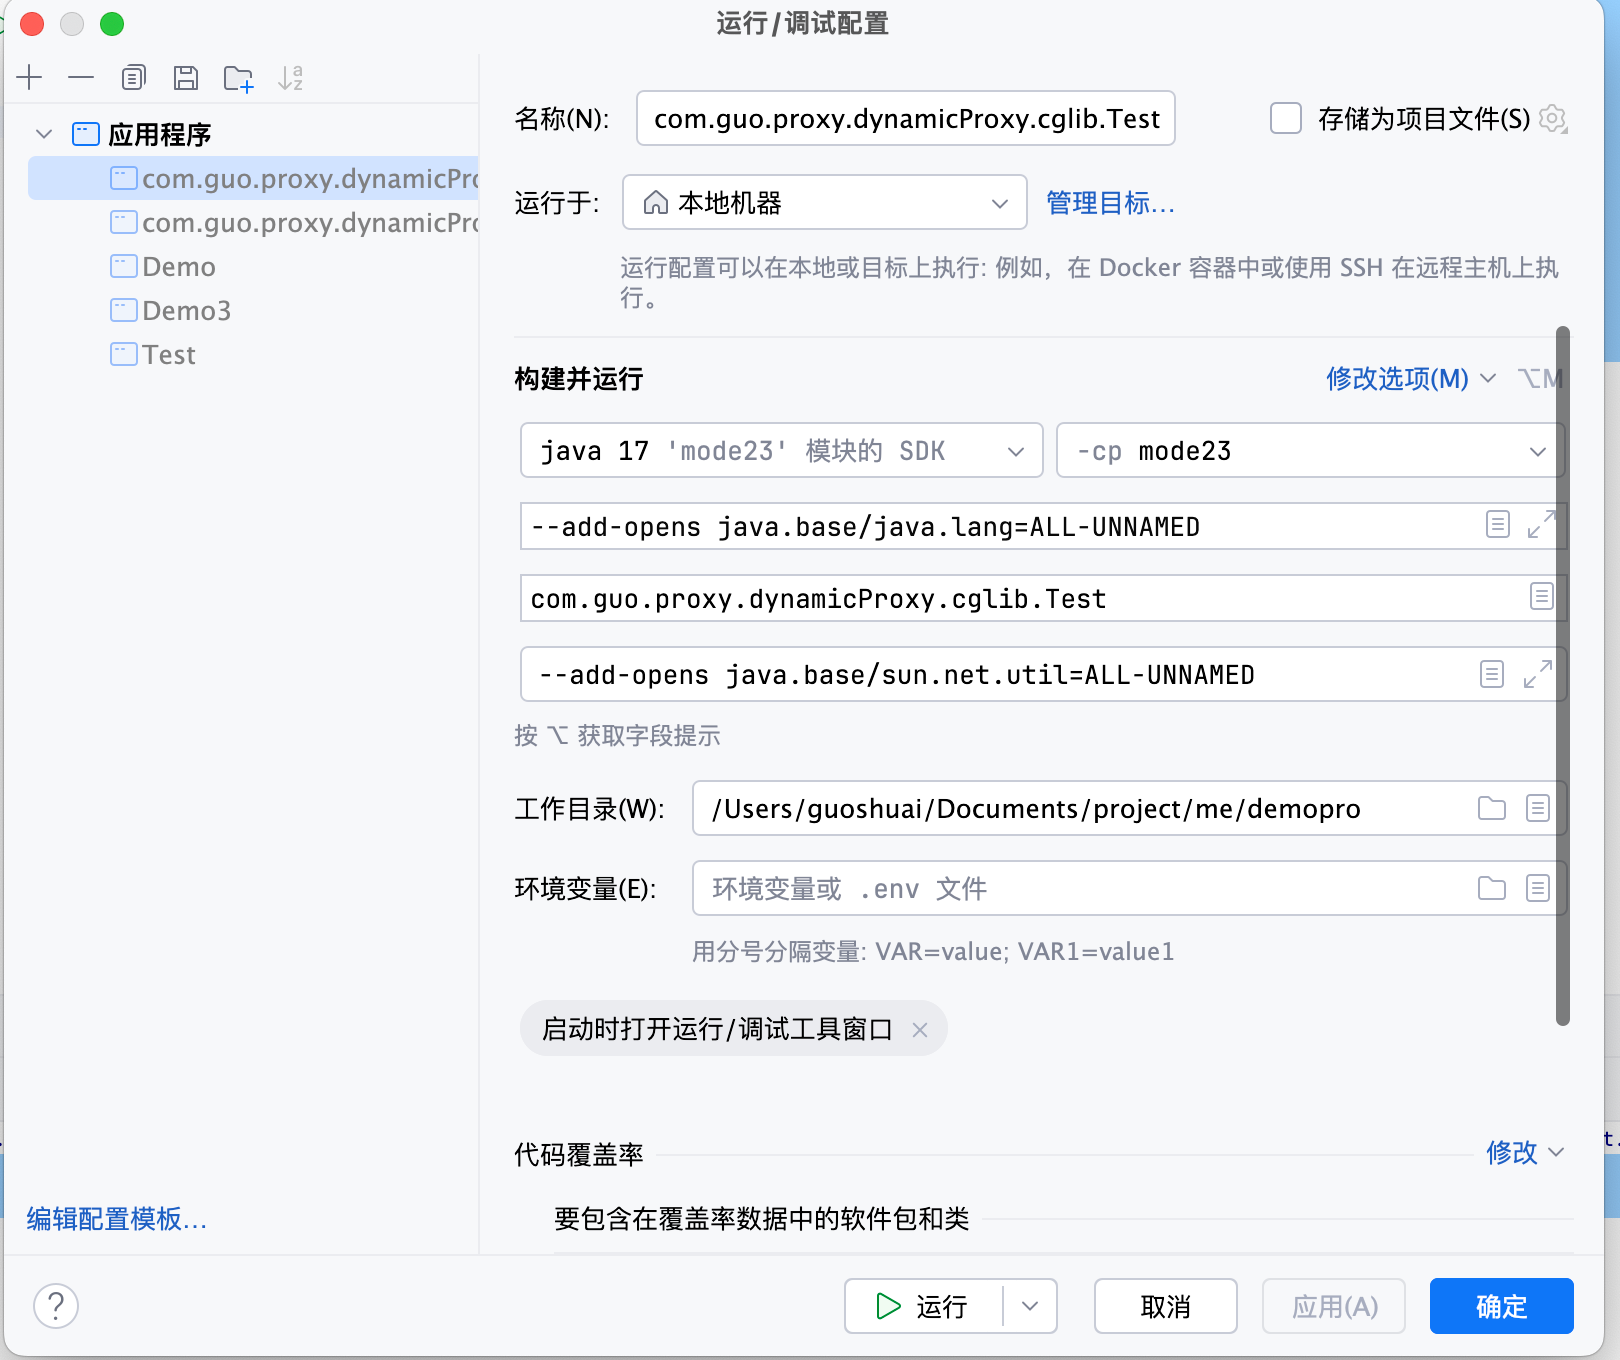 运行/调试配置
应用程序
com.guo.proxy.dynamicPro
com.guo.proxy.dynamicPro
Demo
Demo3
Test
编辑配置模板...
名称(N):
com.guo.proxy.dynamicProxy.cglib.Test
存储为项目文件(S)
运行于:
本地机器
管理目标...
运行配置可以在本地或目标上执行: 例如，在 Docker 容器中或使用 SSH 在远程主机上执
行。
构建并运行
修改选项(M)
⌥M
java 17 'mode23' 模块的 SDK
-cp mode23
--add-opens java.base/java.lang=ALL-UNNAMED
com.guo.proxy.dynamicProxy.cglib.Test
--add-opens java.base/sun.net.util=ALL-UNNAMED
按 ⌥ 获取字段提示
工作目录(W):
/Users/guoshuai/Documents/project/me/demopro
环境变量(E):
环境变量或 .env 文件
用分号分隔变量: VAR=value; VAR1=value1
启动时打开运行/调试工具窗口
代码覆盖率
修改
要包含在覆盖率数据中的软件包和类
?
运行
取消
应用(A)
确定